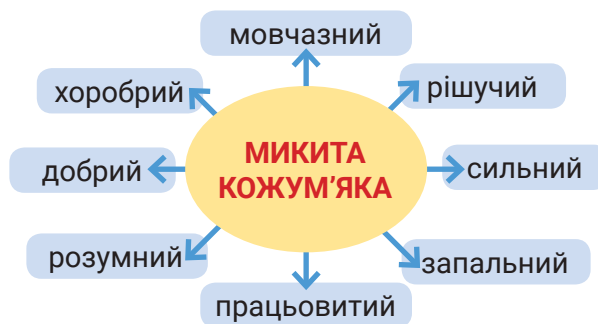 мовчазний
хоробрий
рішучий
МИКИТА
КОЖУМ'ЯКА
добрий
сильний
розумний
запальний
працьовитий